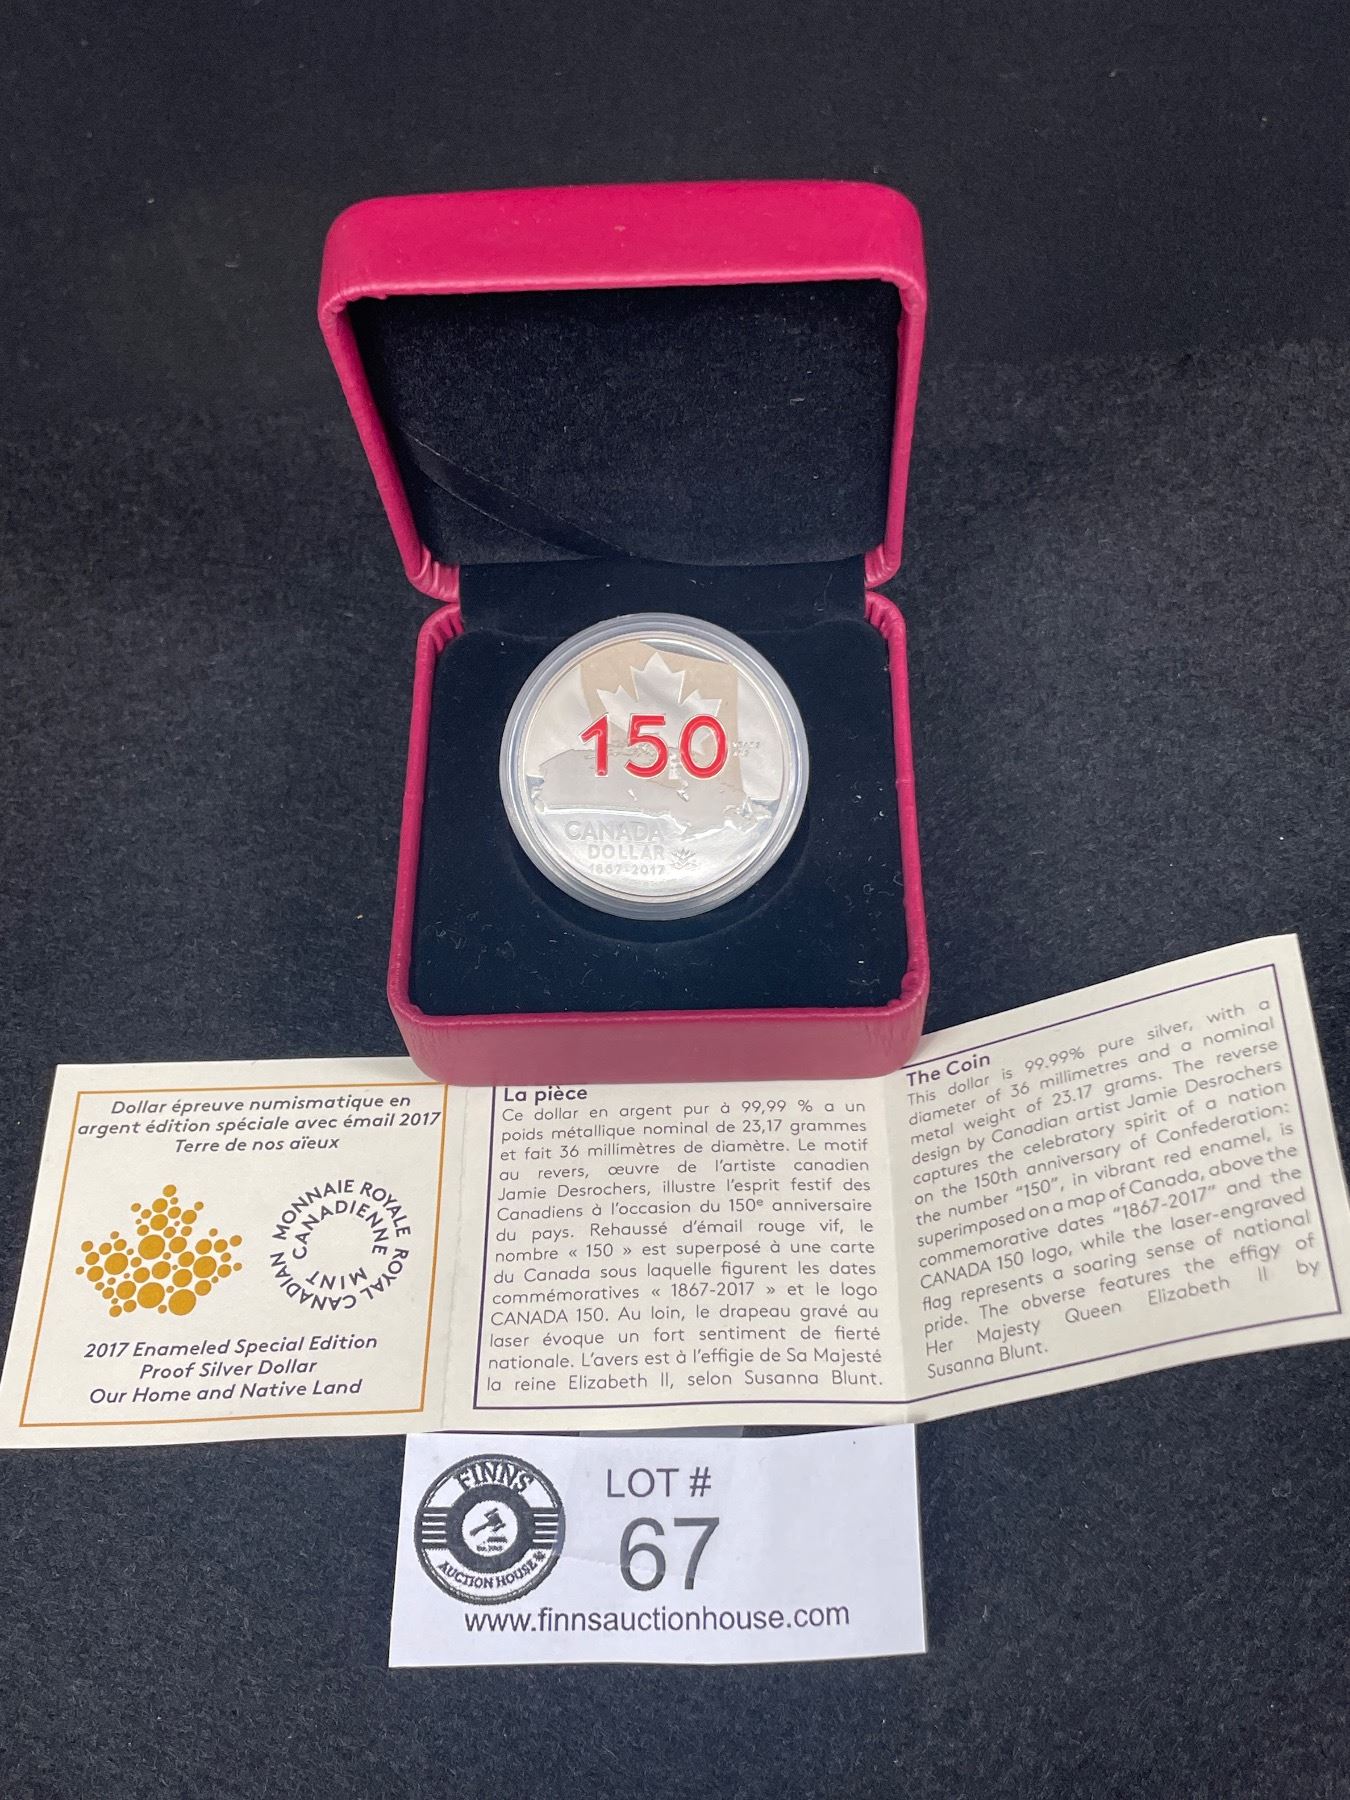 150
CANADA
DOLLAR
1867-2017
Dollar épreuve numismatique en
argent édition spéciale avec émail 2017
Terre de nos aïeux
MONNAIE ROYALE CANADIENNE
ROYAL CANADIAN MINT
2017 Enameled Special Edition
Proof Silver Dollar
Our Home and Native Land
La pièce
Ce dollar en argent pur à 99,99 % a un
poids métallique nominal de 23,17 grammes
et fait 36 millimètres de diamètre. Le motif
au revers, œuvre de l'artiste canadien
Jamie Desrochers, illustre l'esprit festif des
Canadiens à l'occasion du 150e anniversaire
du pays. Rehaussé d'émail rouge vif, le
nombre « 150 » est superposé à une carte
du Canada sous laquelle figurent les dates
commémoratives « 1867-2017 » et le logo
CANADA 150. Au loin, le drapeau gravé au
laser évoque un fort sentiment de fierté
nationale. L'avers est à l'effigie de Sa Majesté
la reine Elizabeth II, selon Susanna Blunt.
The Coin
This dollar is 99.99% pure silver, with a
diameter of 36 millimetres and a nominal
metal weight of 23.17 grams. The reverse
design by Canadian artist Jamie Desrochers
captures the celebratory spirit of a nation
on the 150th anniversary of Confederation:
the number "150", in vibrant red enamel, is
superimposed on a map of Canada, above the
commemorative dates "1867-2017" and the
CANADA 150 logo, while the laser-engraved
flag represents a soaring sense of national
pride. The obverse features the effigy of
Her Majesty Queen Elizabeth II by
Susanna Blunt.
FINNS
AUCTION HOUSE
LOT #
67
www.finnsauctionhouse.com